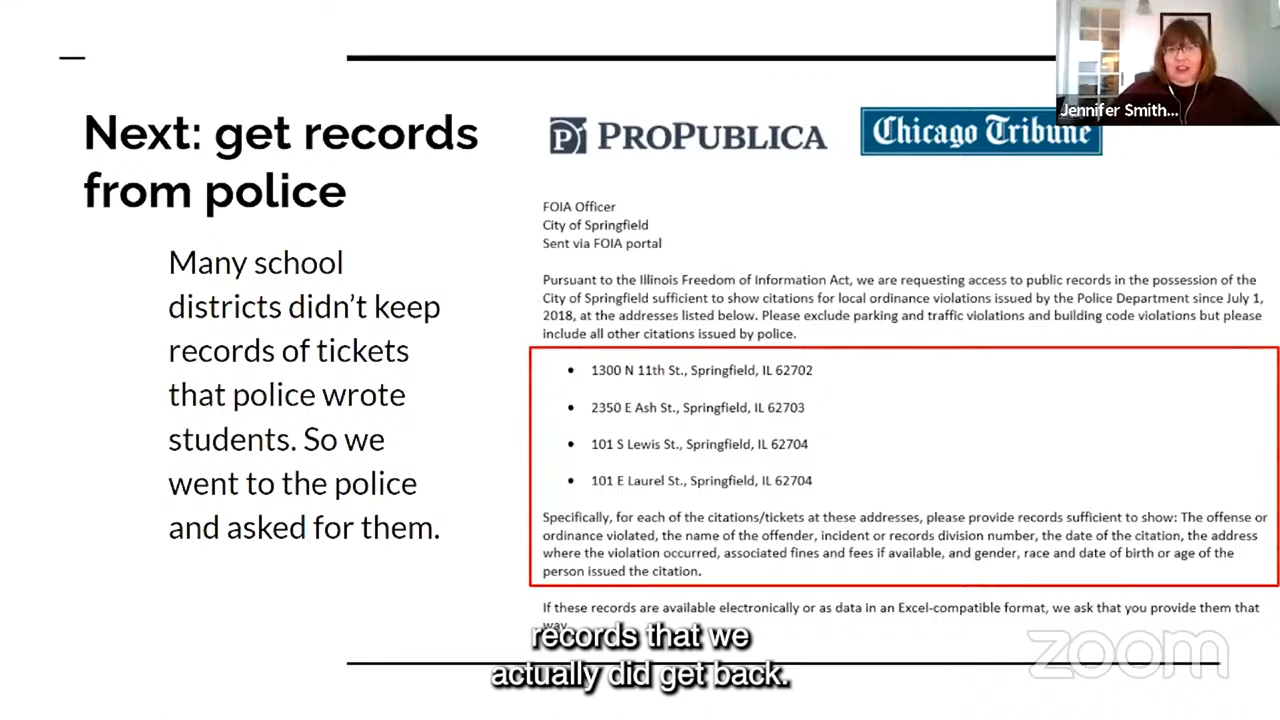 Next: get records
from police
Many school
districts didn’t keep
records of tickets
that police wrote
students. So we
went to the police
and asked for them.
PROPUBLICA
Chicago Tribune
Jennifer Smith...
FOIA Officer
City of Springfield
Sent via FOIA portal
Pursuant to the Illinois Freedom of Information Act, we are requesting access to public records in the possession of the
City of Springfield sufficient to show citations for local ordinance violations issued by the Police Department since July 1,
2018, at the addresses listed below. Please exclude parking and traffic violations and building code violations but please
include all other citations issued by police.
• 1300 N 11th St., Springfield, IL 62702
• 2350 E Ash St., Springfield, IL 62703
• 101 S Lewis St., Springfield, IL 62704
• 101 E Laurel St., Springfield, IL 62704
Specifically, for each of the citations/tickets at these addresses, please provide records sufficient to show: The offense or
ordinance violated, the name of the offender, incident or records division number, the date of the citation, the address
where the violation occurred, associated fines and fees if available, and gender, race and date of birth or age of the
person issued the citation.
If these records are available electronically or as data in an Excel-compatible format, we ask that you provide them that
way.
records that we
actually did get back.
zoom